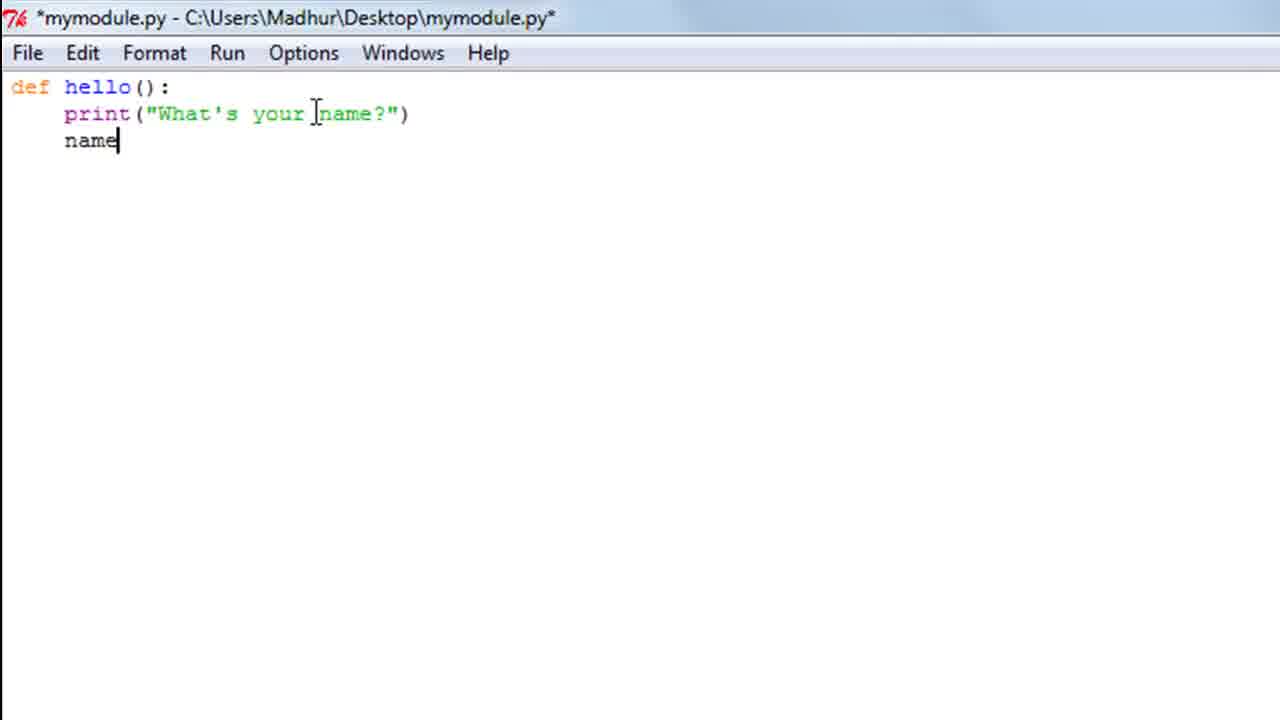 *mymodule.py - C:\Users\Madhur\Desktop\mymodule.py*
File Edit Format Run Options Windows Help
def hello():
    print("What's your name?")
    name